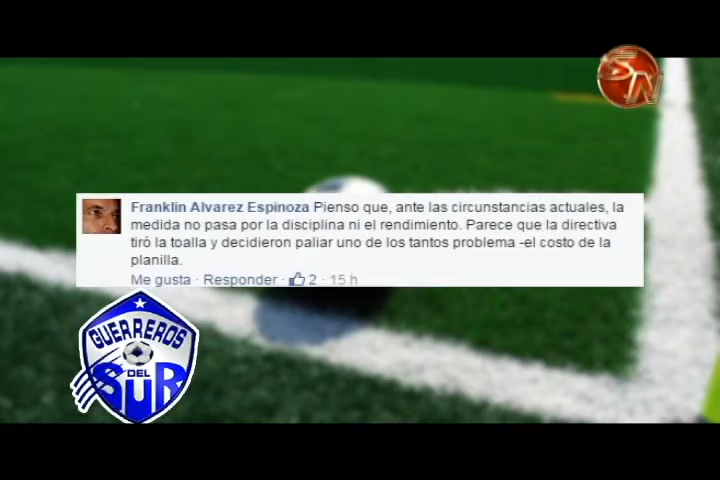 SN
Franklin Alvarez Espinoza Pienso que, ante las circunstancias actuales, la
medida no pasa por la disciplina ni el rendimiento. Parece que la directiva
tiró la toalla y decidieron paliar uno de los tantos problema -el costo de la
planilla.
Me gusta · Responder · 2 · 15 h
GUERREROS
DEL
SUR